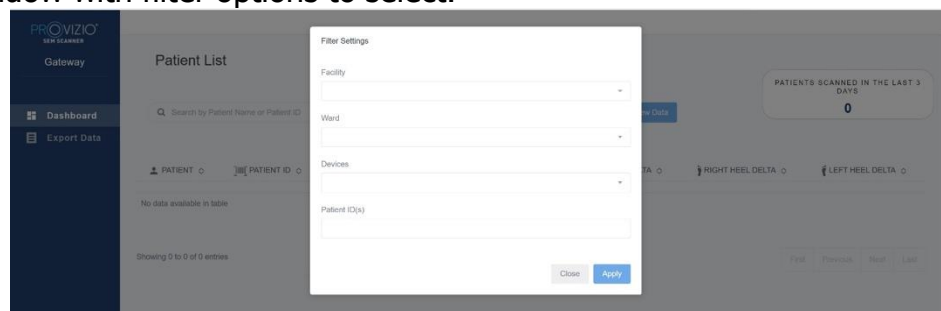 window with filter options to select.
PROVIZIO
SEM SCANNER
Gateway
Dashboard
Export Data
Patient List
Search by Patient Name or Patient ID
PATIENT
PATIENT ID
No data available in table
Showing 0 to 0 of 0 entries
Filter Settings
Facility
Ward
Devices
Patient ID(s)
Close
Apply
PATIENTS SCANNED IN THE LAST 3
DAYS
0
Data
TA
RIGHT HEEL DELTA
LEFT HEEL DELTA
First
Previous
Next
Last